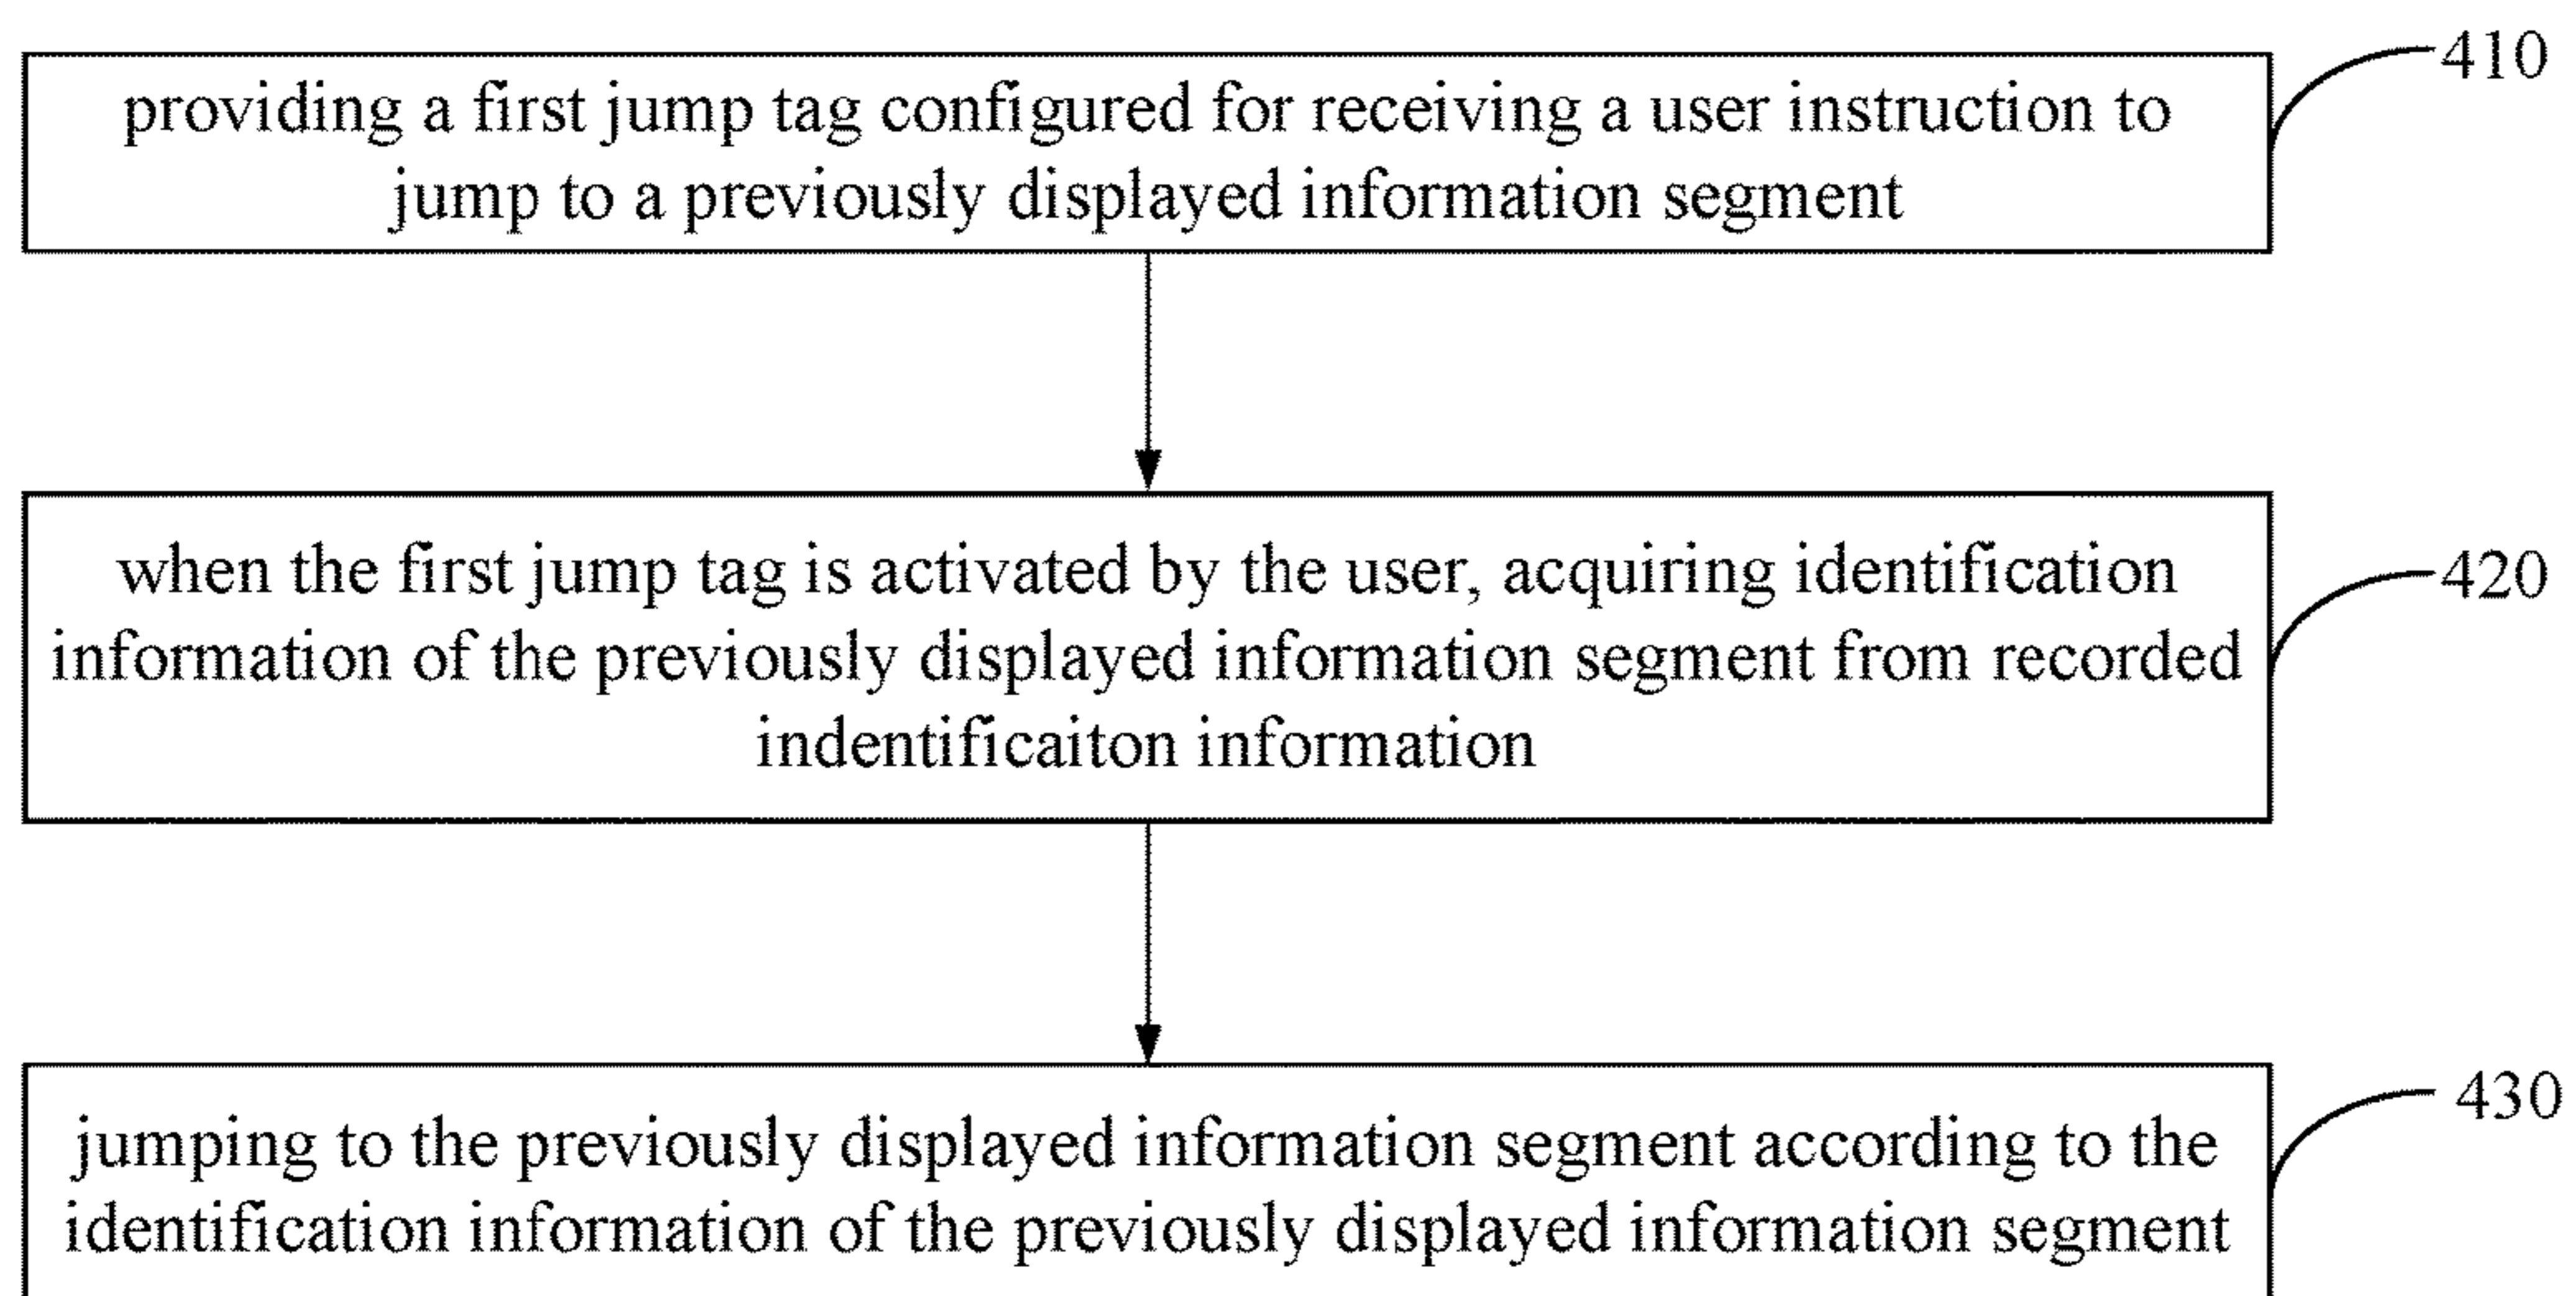 providing a first jump tag configured for receiving a user instruction to
jump to a previously displayed information segment
410
when the first jump tag is activated by the user, acquiring identification
information of the previously displayed information segment from recorded
indentificaiton information
420
jumping to the previously displayed information segment according to the
identification information of the previously displayed information segment
430